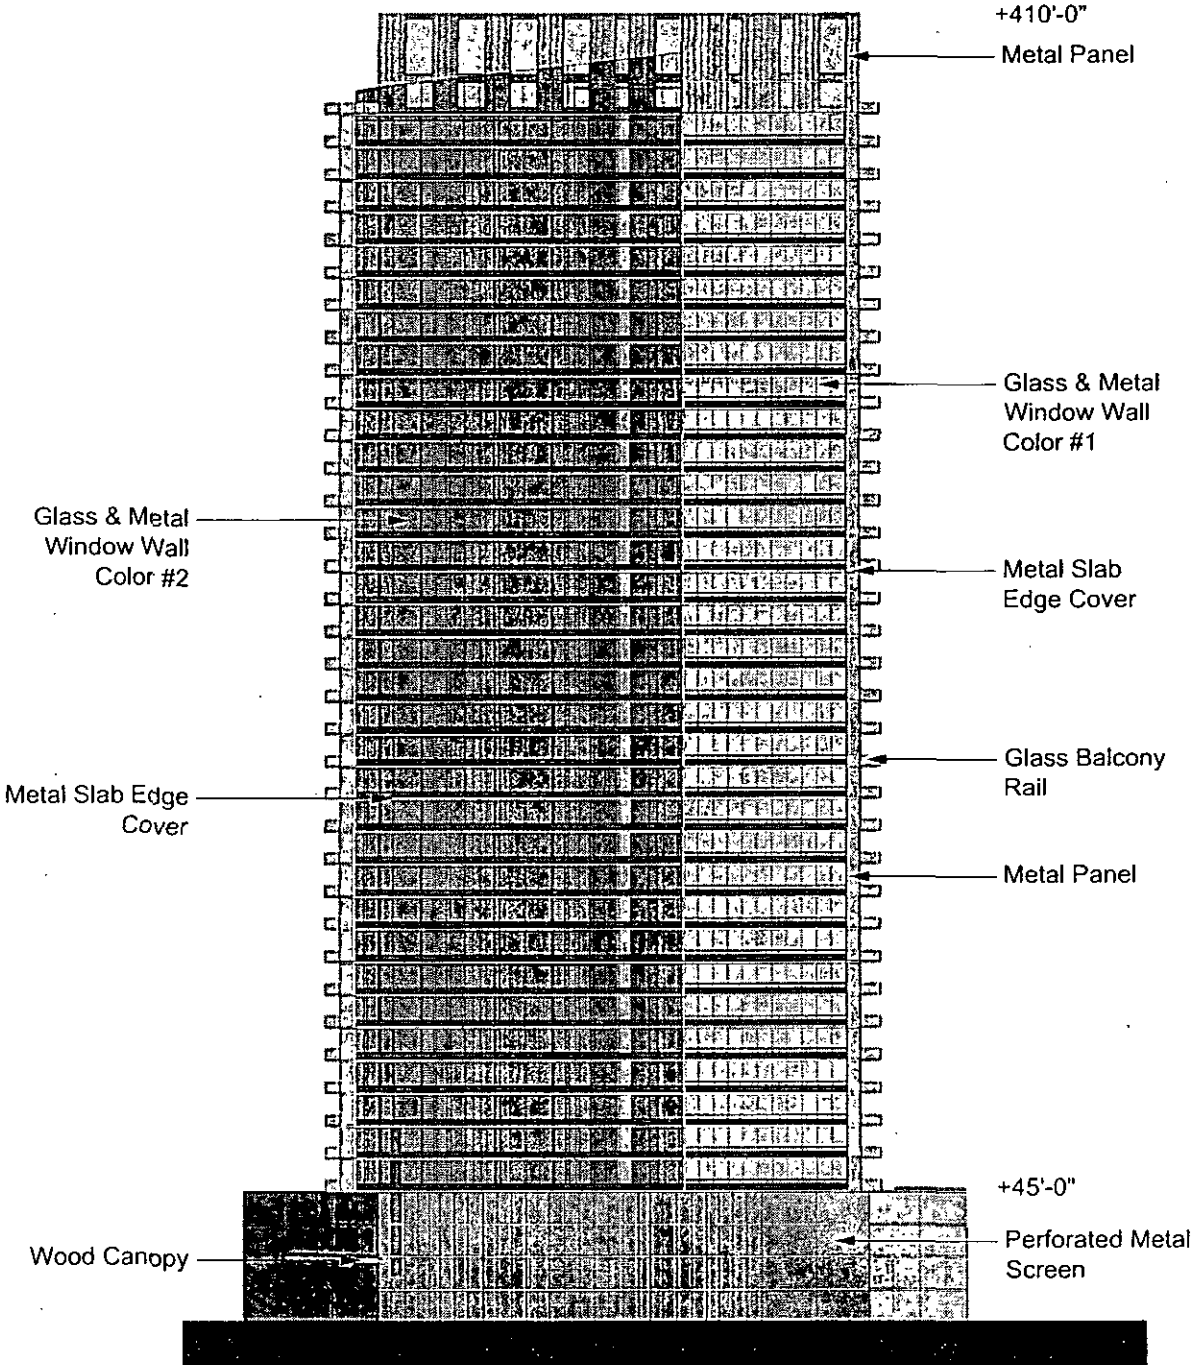 +410'-0"
Metal Panel
Glass & Metal
Window Wall
Color #1
Glass & Metal
Window Wall
Color #2
Metal Slab
Edge Cover
Glass Balcony
Rail
Metal Slab Edge
Cover
Metal Panel
+45'-0"
Wood Canopy
Perforated Metal
Screen